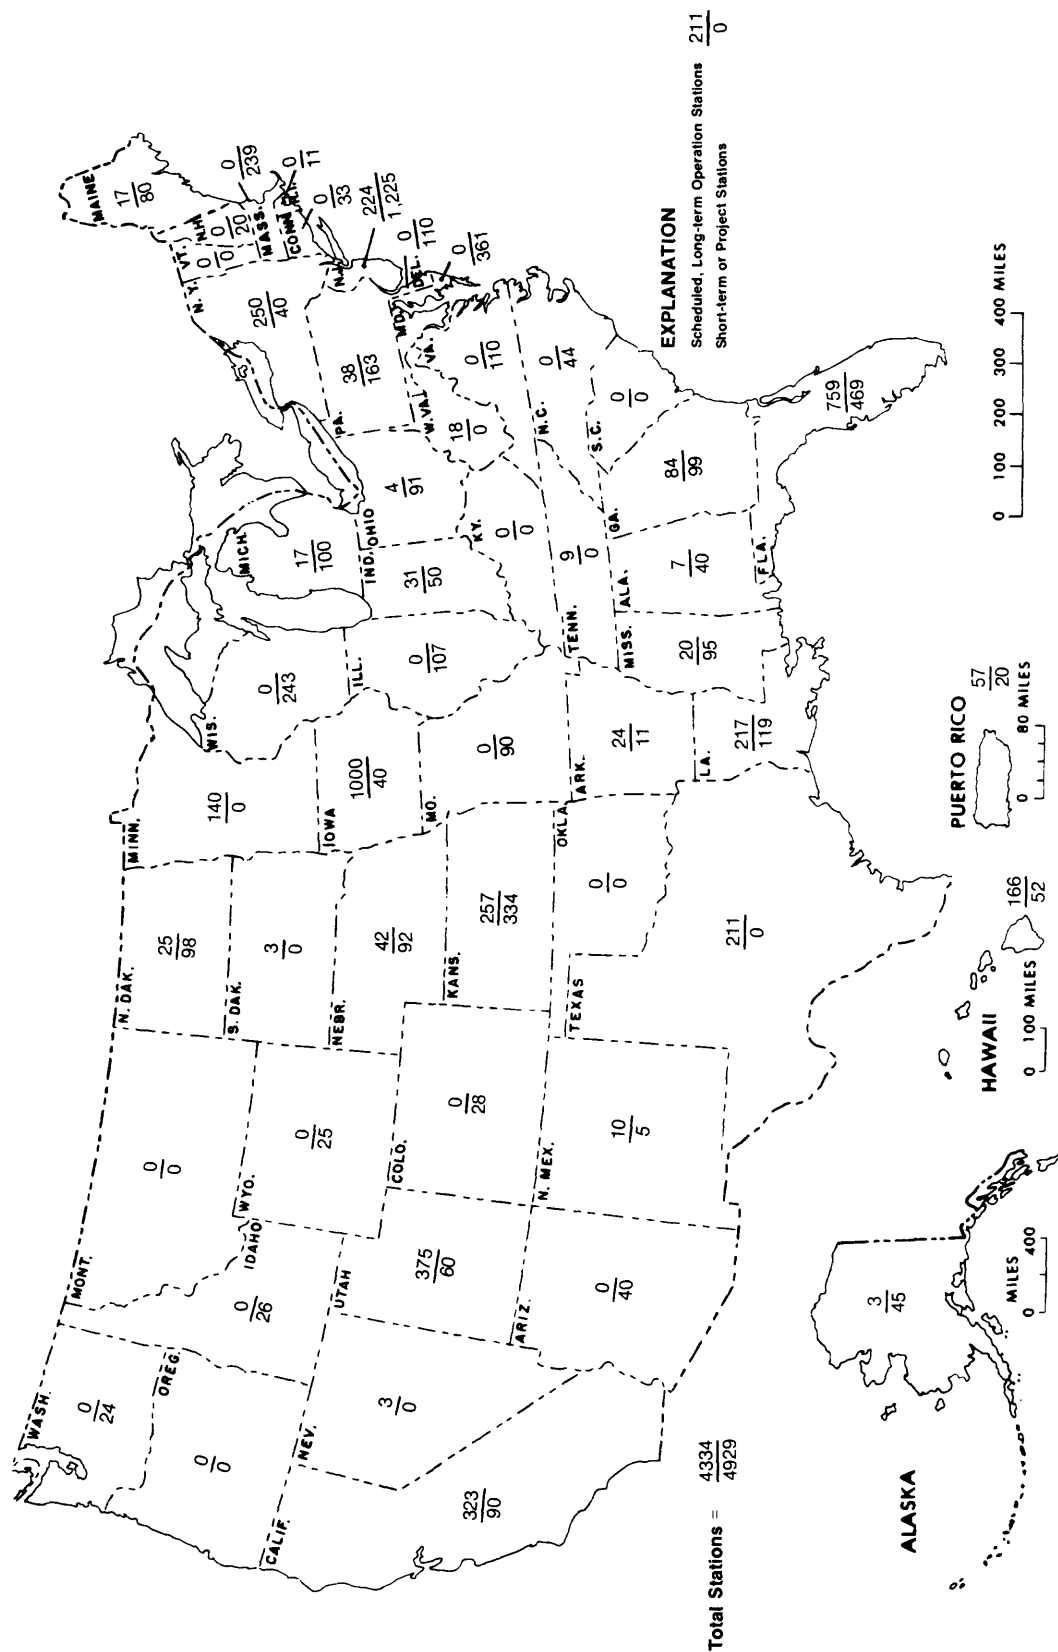 WASH.
0
24
OREG.
0
0
CALIF.
323
90
NEV.
3
0
IDAHO
0
26
MONT.
0
0
WYO.
0
25
UTAH
375
60
ARIZ.
0
40
COLO.
0
28
N. MEX.
10
5
N. DAK.
25
98
S. DAK.
3
0
NEBR.
42
92
KANS.
257
334
OKLA.
0
0
TEXAS
211
0
MINN.
140
0
IOWA
1000
40
MO.
0
90
ARK.
24
11
LA.
217
119
WIS.
0
243
ILL.
0
107
MICH.
17
100
IND.
31
50
OHIO
4
91
KY.
0
0
TENN.
9
0
MISS.
20
95
ALA.
7
40
GA.
84
99
FLA.
759
469
S.C.
0
0
N.C.
0
44
VA.
0
110
W.VA.
18
0
PA.
38
163
N.Y.
250
40
VT.
0
0
N.H.
0
20
MAINE
17
80
MASS.
0
239
R.I.
0
11
CONN.
0
33
N.J.
224
1,225
DEL.
0
110
MD.
0
361
Total Stations = 4334
4929
EXPLANATION
Scheduled, Long-term Operation Stations 211
Short-term or Project Stations 0
0 100 200 300 400 MILES
ALASKA
3
45
MILES
0 400
HAWAII
166
52
0 100 MILES
PUERTO RICO
57
20
0 80 MILES